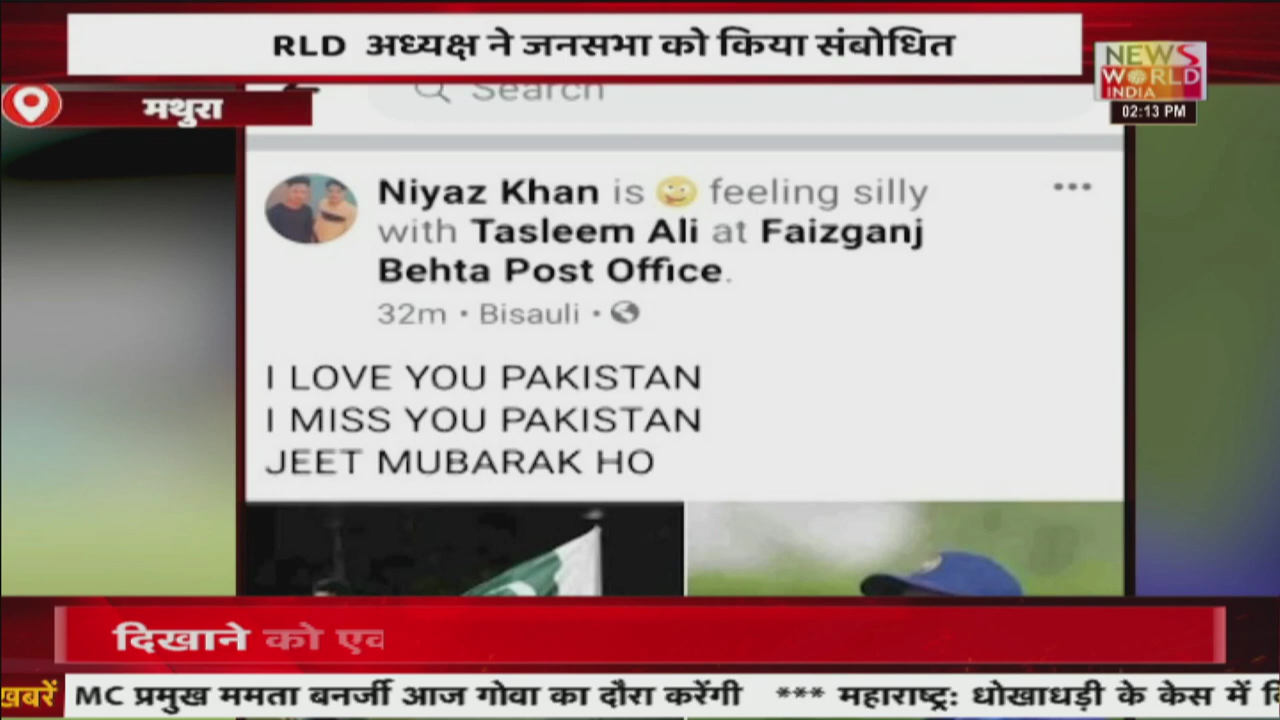 RLD अध्यक्ष ने जनसभा को किया संबोधित
NEWS
WORLD
INDIA
02:13 PM
मथुरा
Search
Niyaz Khan is feeling silly
with Tasleem Ali at Faizganj
Behta Post Office.
32m • Bisauli •
I LOVE YOU PAKISTAN
I MISS YOU PAKISTAN
JEET MUBARAK HO
दिखाने को
खबरें MC प्रमुख ममता बनर्जी आज गोवा का दौरा करेंगी *** महाराष्ट्र: धोखाधड़ी के केस में